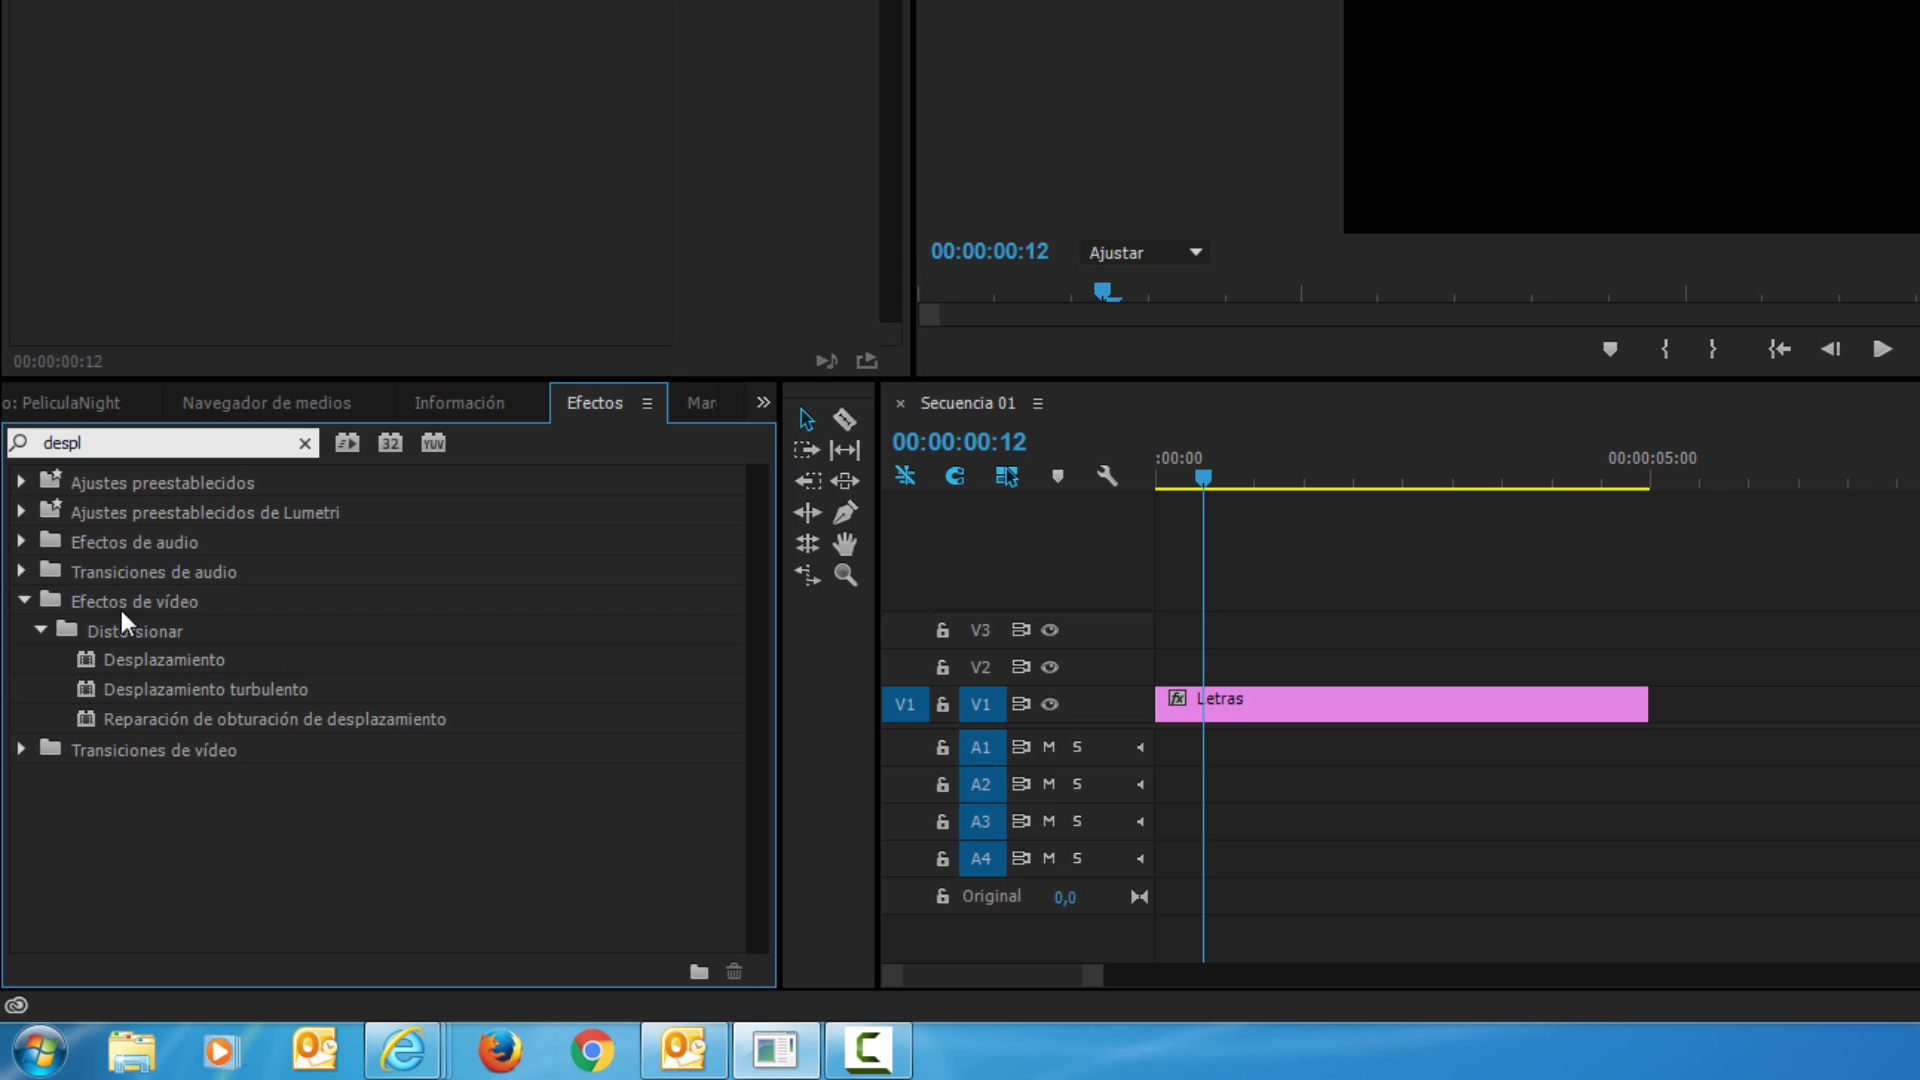 00:00:00:12
Ajustar
00:00:00:12
o: PeliculaNight
Navegador de medios
Información
Efectos
Mar
despl
32
YUV
Ajustes preestablecidos
Ajustes preestablecidos de Lumetri
Efectos de audio
Transiciones de audio
Efectos de vídeo
Distorsionar
Desplazamiento
Desplazamiento turbulento
Reparación de obturación de desplazamiento
Transiciones de vídeo
Secuencia 01
00:00:00:12
:00:00
00:00:05:00
V3
V2
V1 V1
fx Letras
A1 M S
A2 M S
A3 M S
A4 M S
Original 0,0